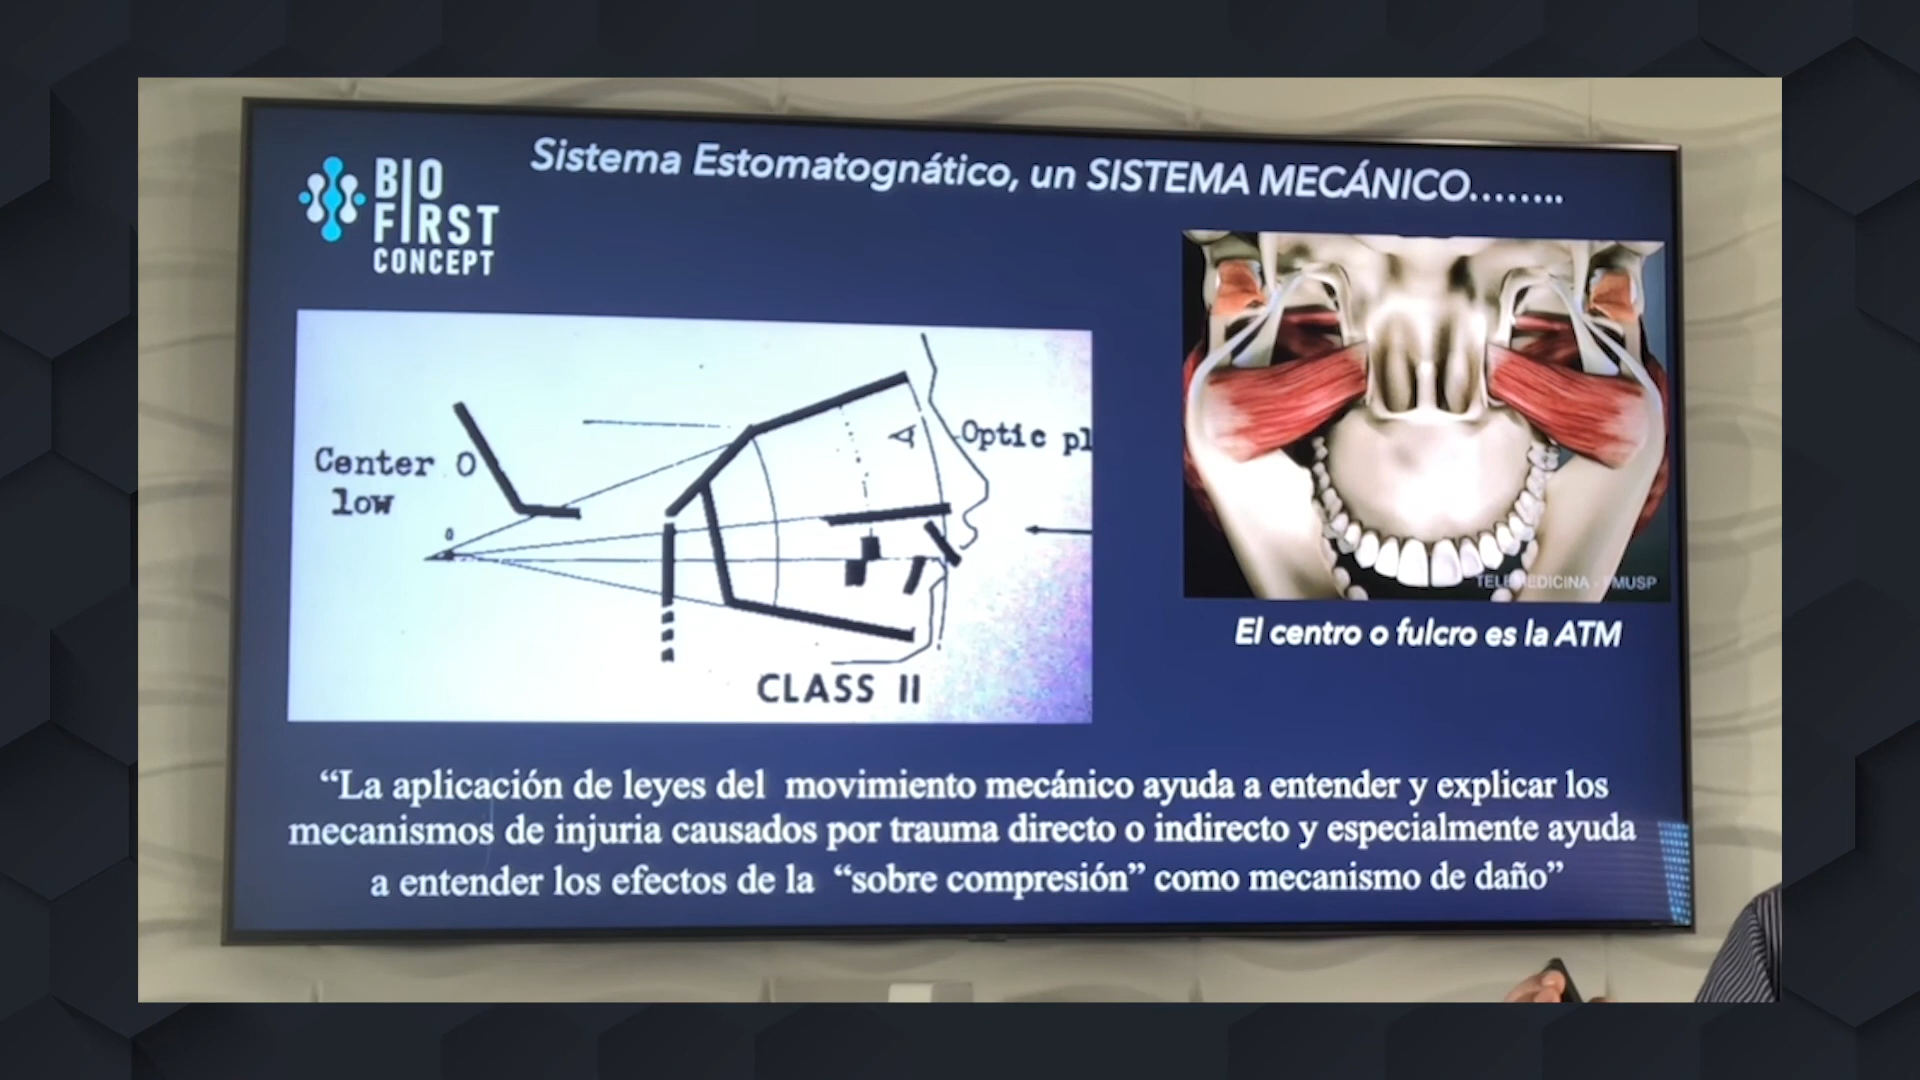 Sistema Estomatognático, un SISTEMA MECÁNICO........
BIO
FIRST
CONCEPT
Center O
low
Optic pl
CLASS II
TELEMEDICINA - FMUSP
El centro o fulcro es la ATM
“La aplicación de leyes del movimiento mecánico ayuda a entender y explicar los
mecanismos de injuria causados por trauma directo o indirecto y especialmente ayuda
a entender los efectos de la “sobre compresión” como mecanismo de daño”